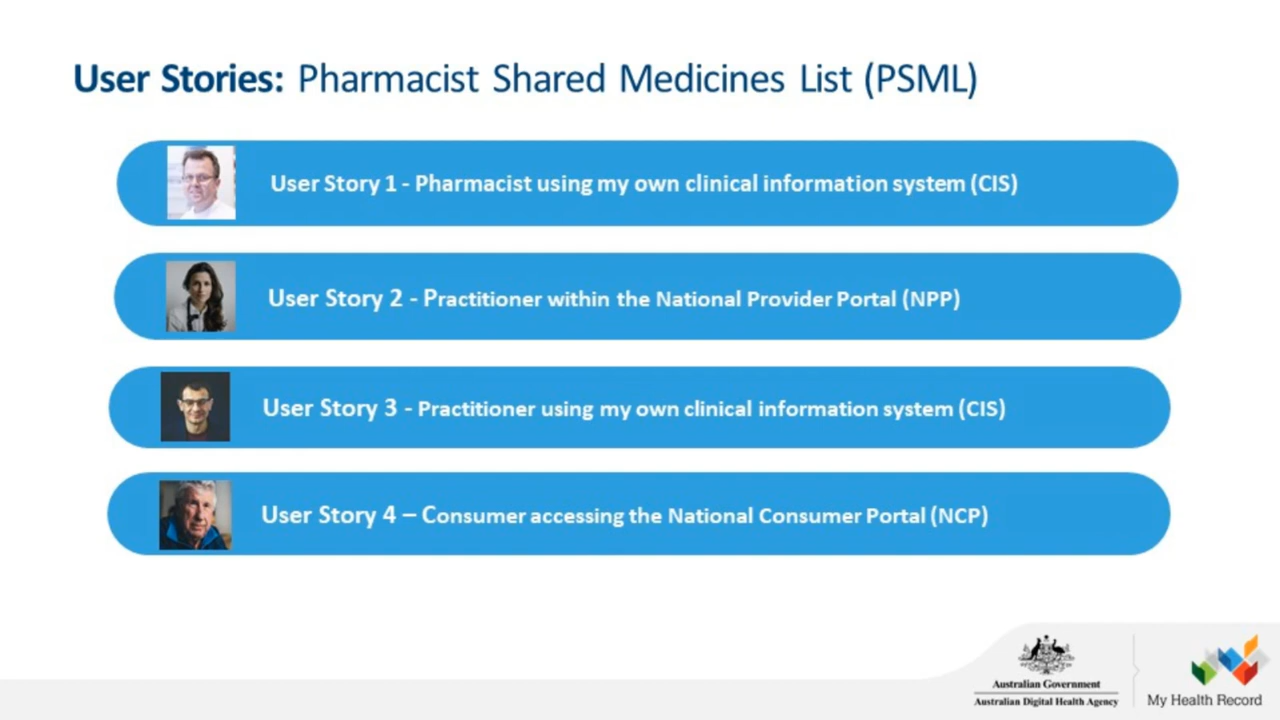 User Stories: Pharmacist Shared Medicines List (PSML)
User Story 1 - Pharmacist using my own clinical information system (CIS)
User Story 2 - Practitioner within the National Provider Portal (NPP)
User Story 3 - Practitioner using my own clinical information system (CIS)
User Story 4 – Consumer accessing the National Consumer Portal (NCP)
Australian Government
Australian Digital Health Agency
My Health Record